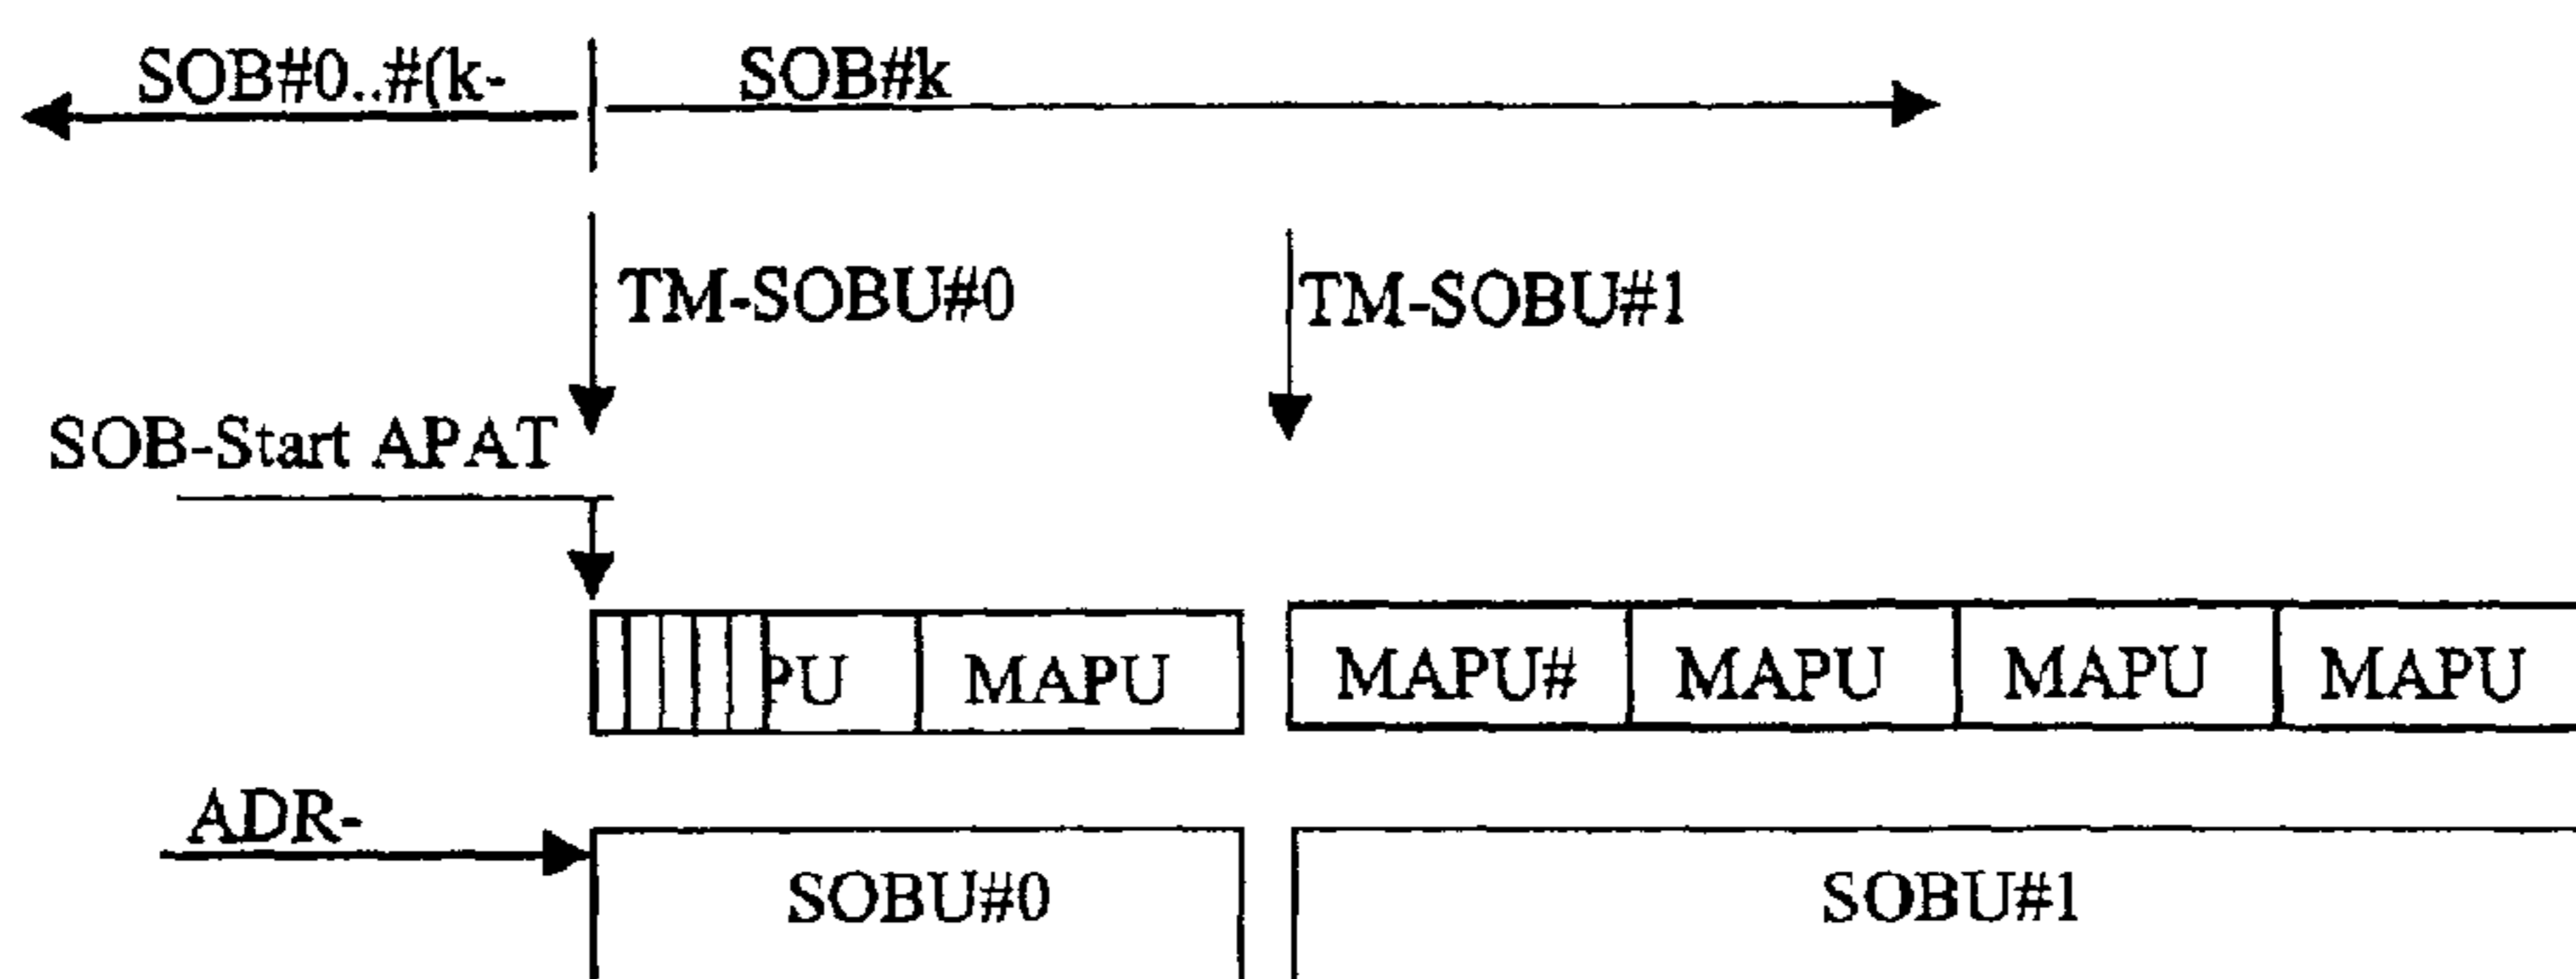 SOB#0..#(k-
SOB#k
TM-SOBU#0
TM-SOBU#1
SOB-Start APAT
PU
MAPU
MAPU#
MAPU
MAPU
MAPU
ADR-
SOBU#0
SOBU#1